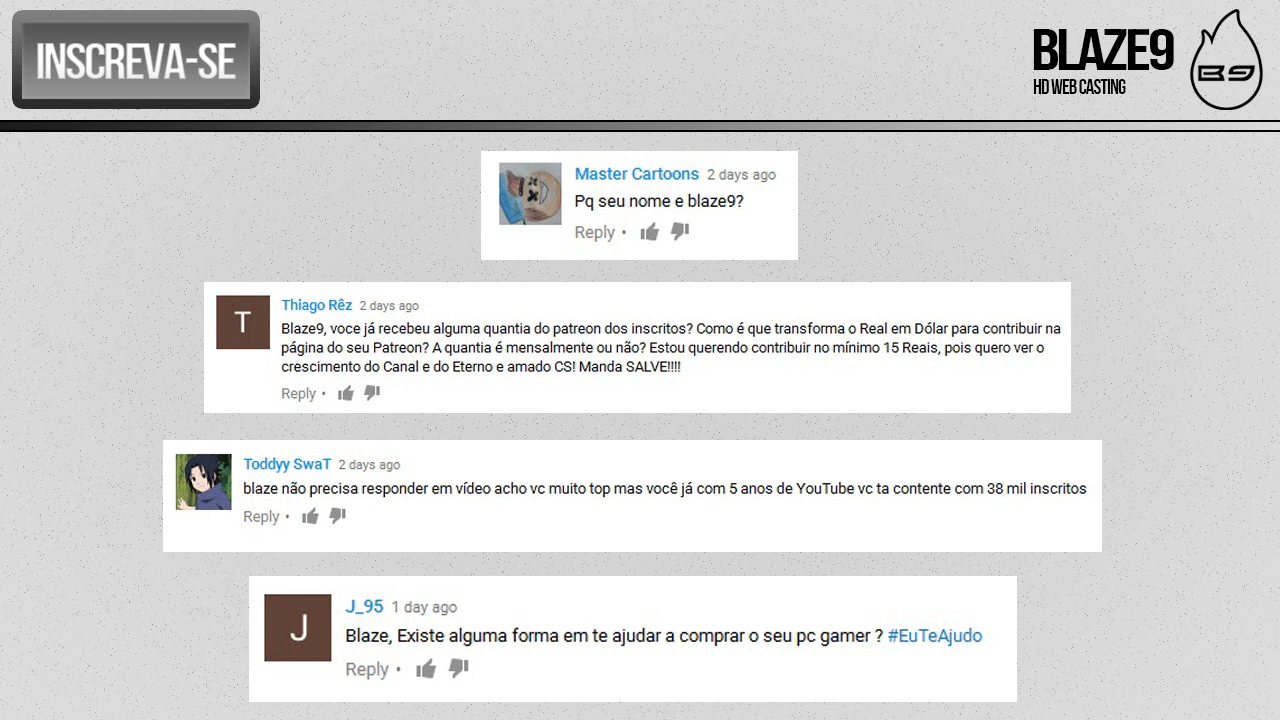 INSCREVA-SE
BLAZE9
HD WEB CASTING
B9
Master Cartoons 2 days ago
Pq seu nome e blaze9?
Reply •
T
Thiago Rêz 2 days ago
Blaze9, voce já recebeu alguma quantia do patreon dos inscritos? Como é que transforma o Real em Dólar para contribuir na
página do seu Patreon? A quantia é mensalmente ou não? Estou querendo contribuir no mínimo 15 Reais, pois quero ver o
crescimento do Canal e do Eterno e amado CS! Manda SALVE!!!!
Reply •
Toddyy SwaT 2 days ago
blaze não precisa responder em vídeo acho vc muito top mas você já com 5 anos de YouTube vc ta contente com 38 mil inscritos
Reply •
J
J_95 1 day ago
Blaze, Existe alguma forma em te ajudar a comprar o seu pc gamer ? #EuTeAjudo
Reply •